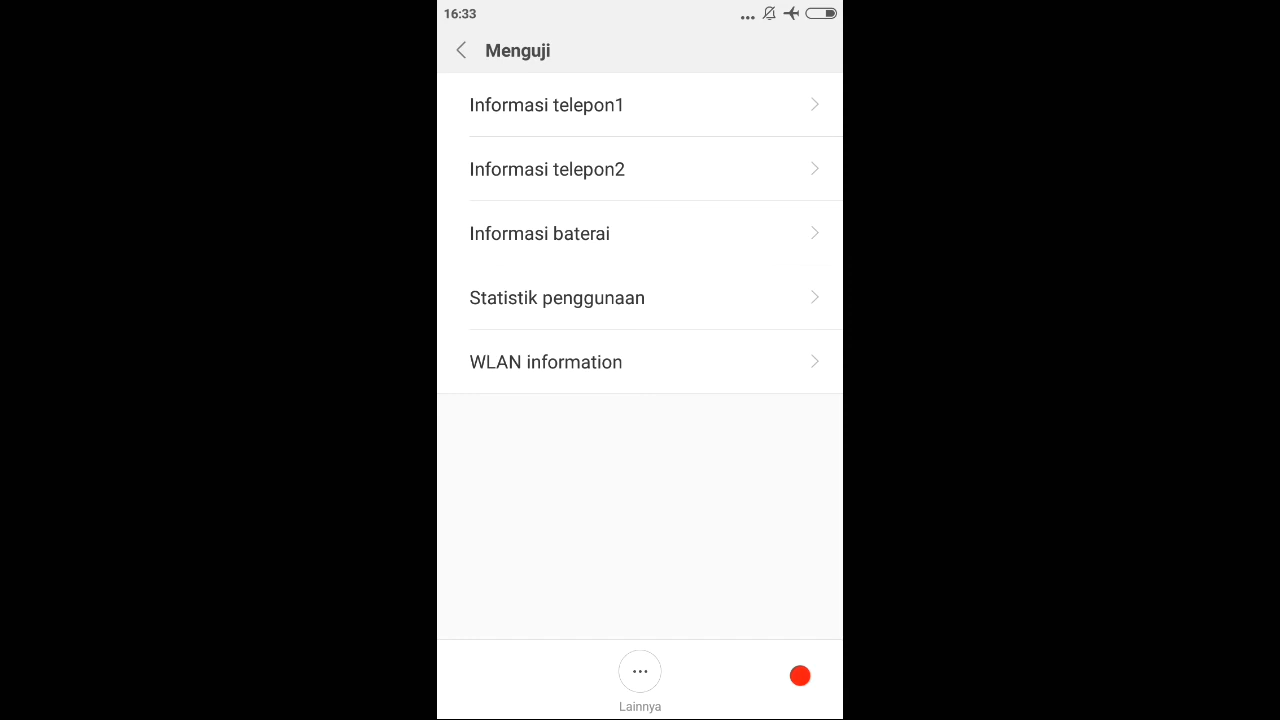 16:33
Menguji
Informasi telepon1
Informasi telepon2
Informasi baterai
Statistik penggunaan
WLAN information
Lainnya